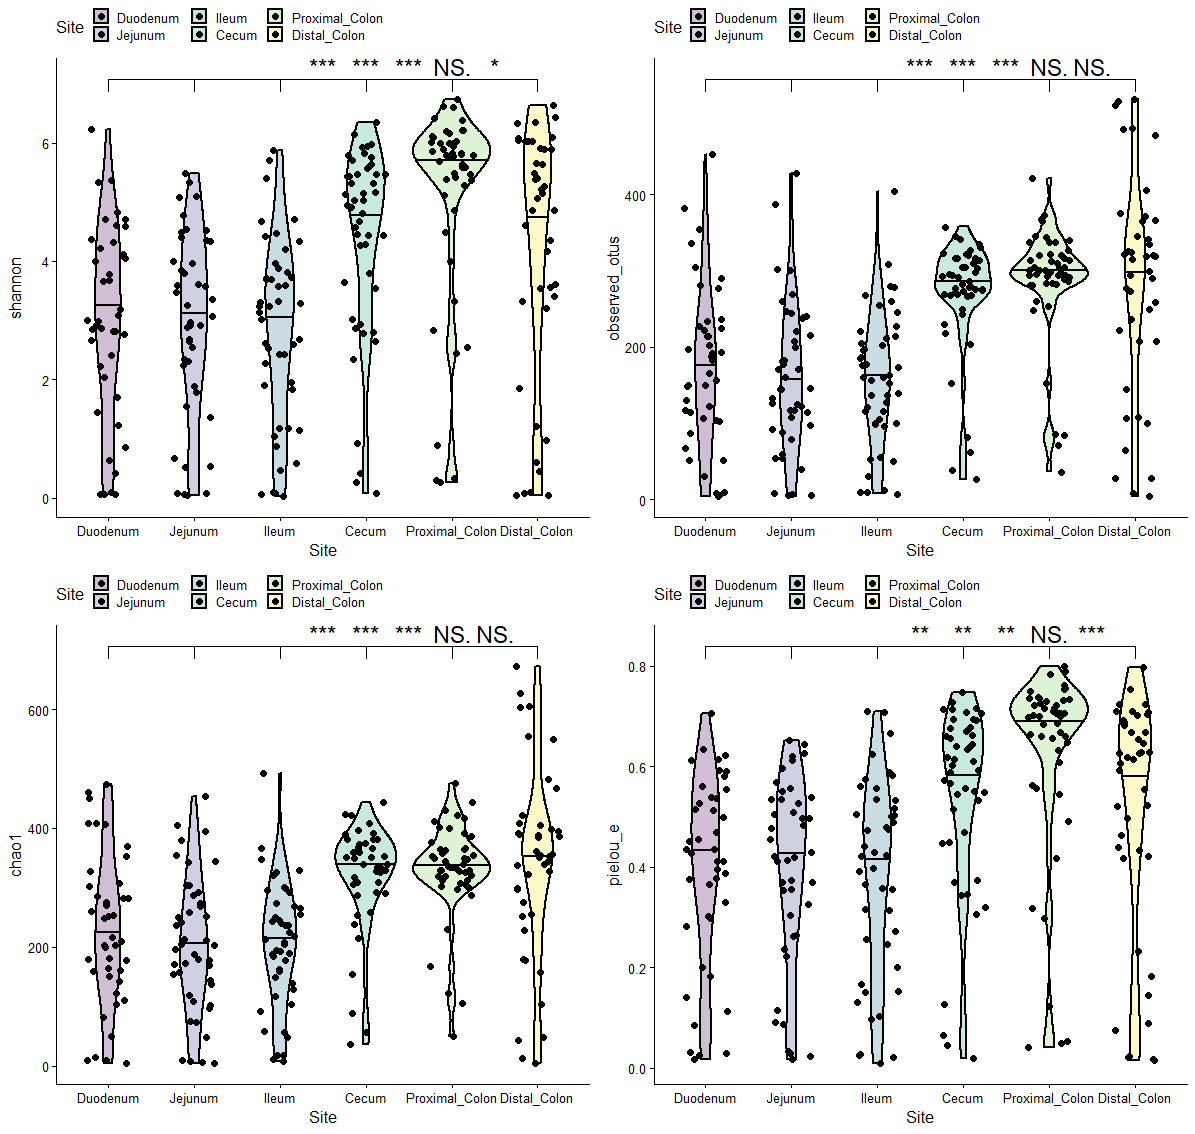 Site Duodenum Ileum Proximal_Colon
Jejunum Cecum Distal_Colon
*** *** *** NS. *
6
4
2
0
shannon
Duodenum Jejunum Ileum Cecum Proximal_Colon Distal_Colon
Site
Site Duodenum Ileum Proximal_Colon
Jejunum Cecum Distal_Colon
*** *** *** NS. NS.
400
200
0
observed_otus
Duodenum Jejunum Ileum Cecum Proximal_Colon Distal_Colon
Site
Site Duodenum Ileum Proximal_Colon
Jejunum Cecum Distal_Colon
*** *** *** NS. NS.
600
400
200
0
chao1
Duodenum Jejunum Ileum Cecum Proximal_Colon Distal_Colon
Site
Site Duodenum Ileum Proximal_Colon
Jejunum Cecum Distal_Colon
** ** ** NS. ***
0.8
0.6
0.4
0.2
0.0
pielou_e
Duodenum Jejunum Ileum Cecum Proximal_Colon Distal_Colon
Site